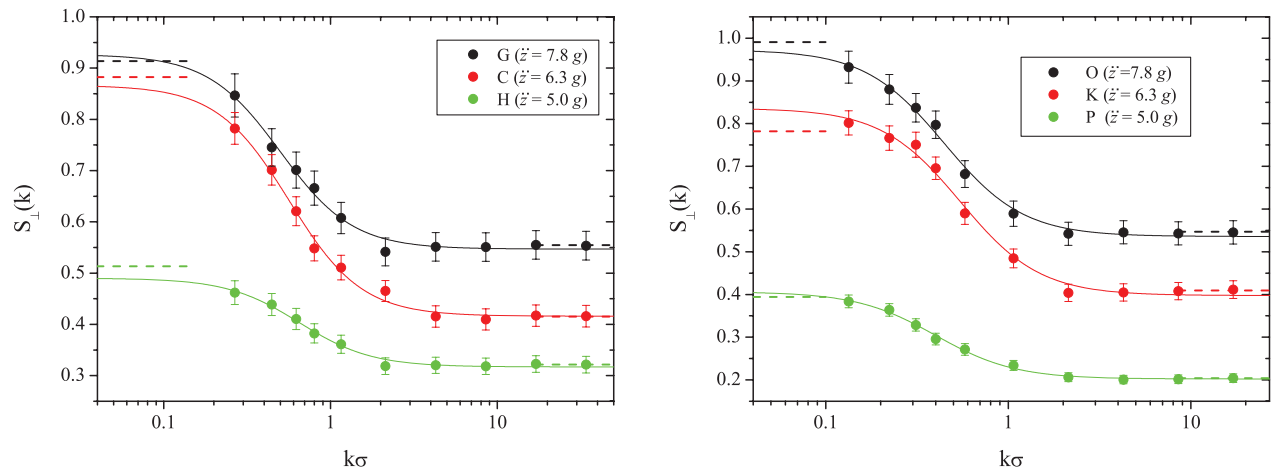 1.0
0.9
0.8
0.7
0.6
0.5
0.4
0.3
S⊥(k)
0.1
1
10
kσ
G (z̈ = 7.8 g)
C (z̈ = 6.3 g)
H (z̈ = 5.0 g)
1.0
0.9
0.8
0.7
0.6
0.5
0.4
0.3
0.2
S⊥(k)
0.1
1
10
kσ
O (z̈ =7.8 g)
K (z̈ = 6.3 g)
P (z̈ = 5.0 g)